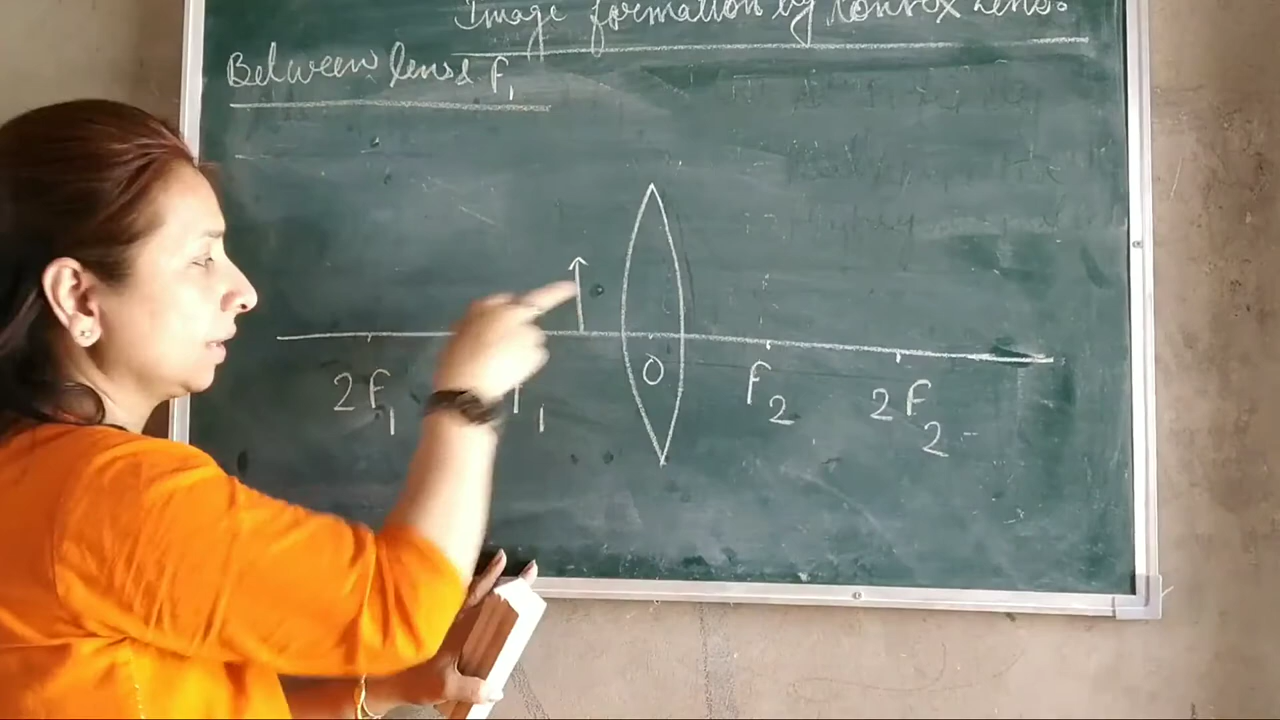 Image formation by Convex Lens.
Between lens & F1
2F1 F1 O F2 2F2